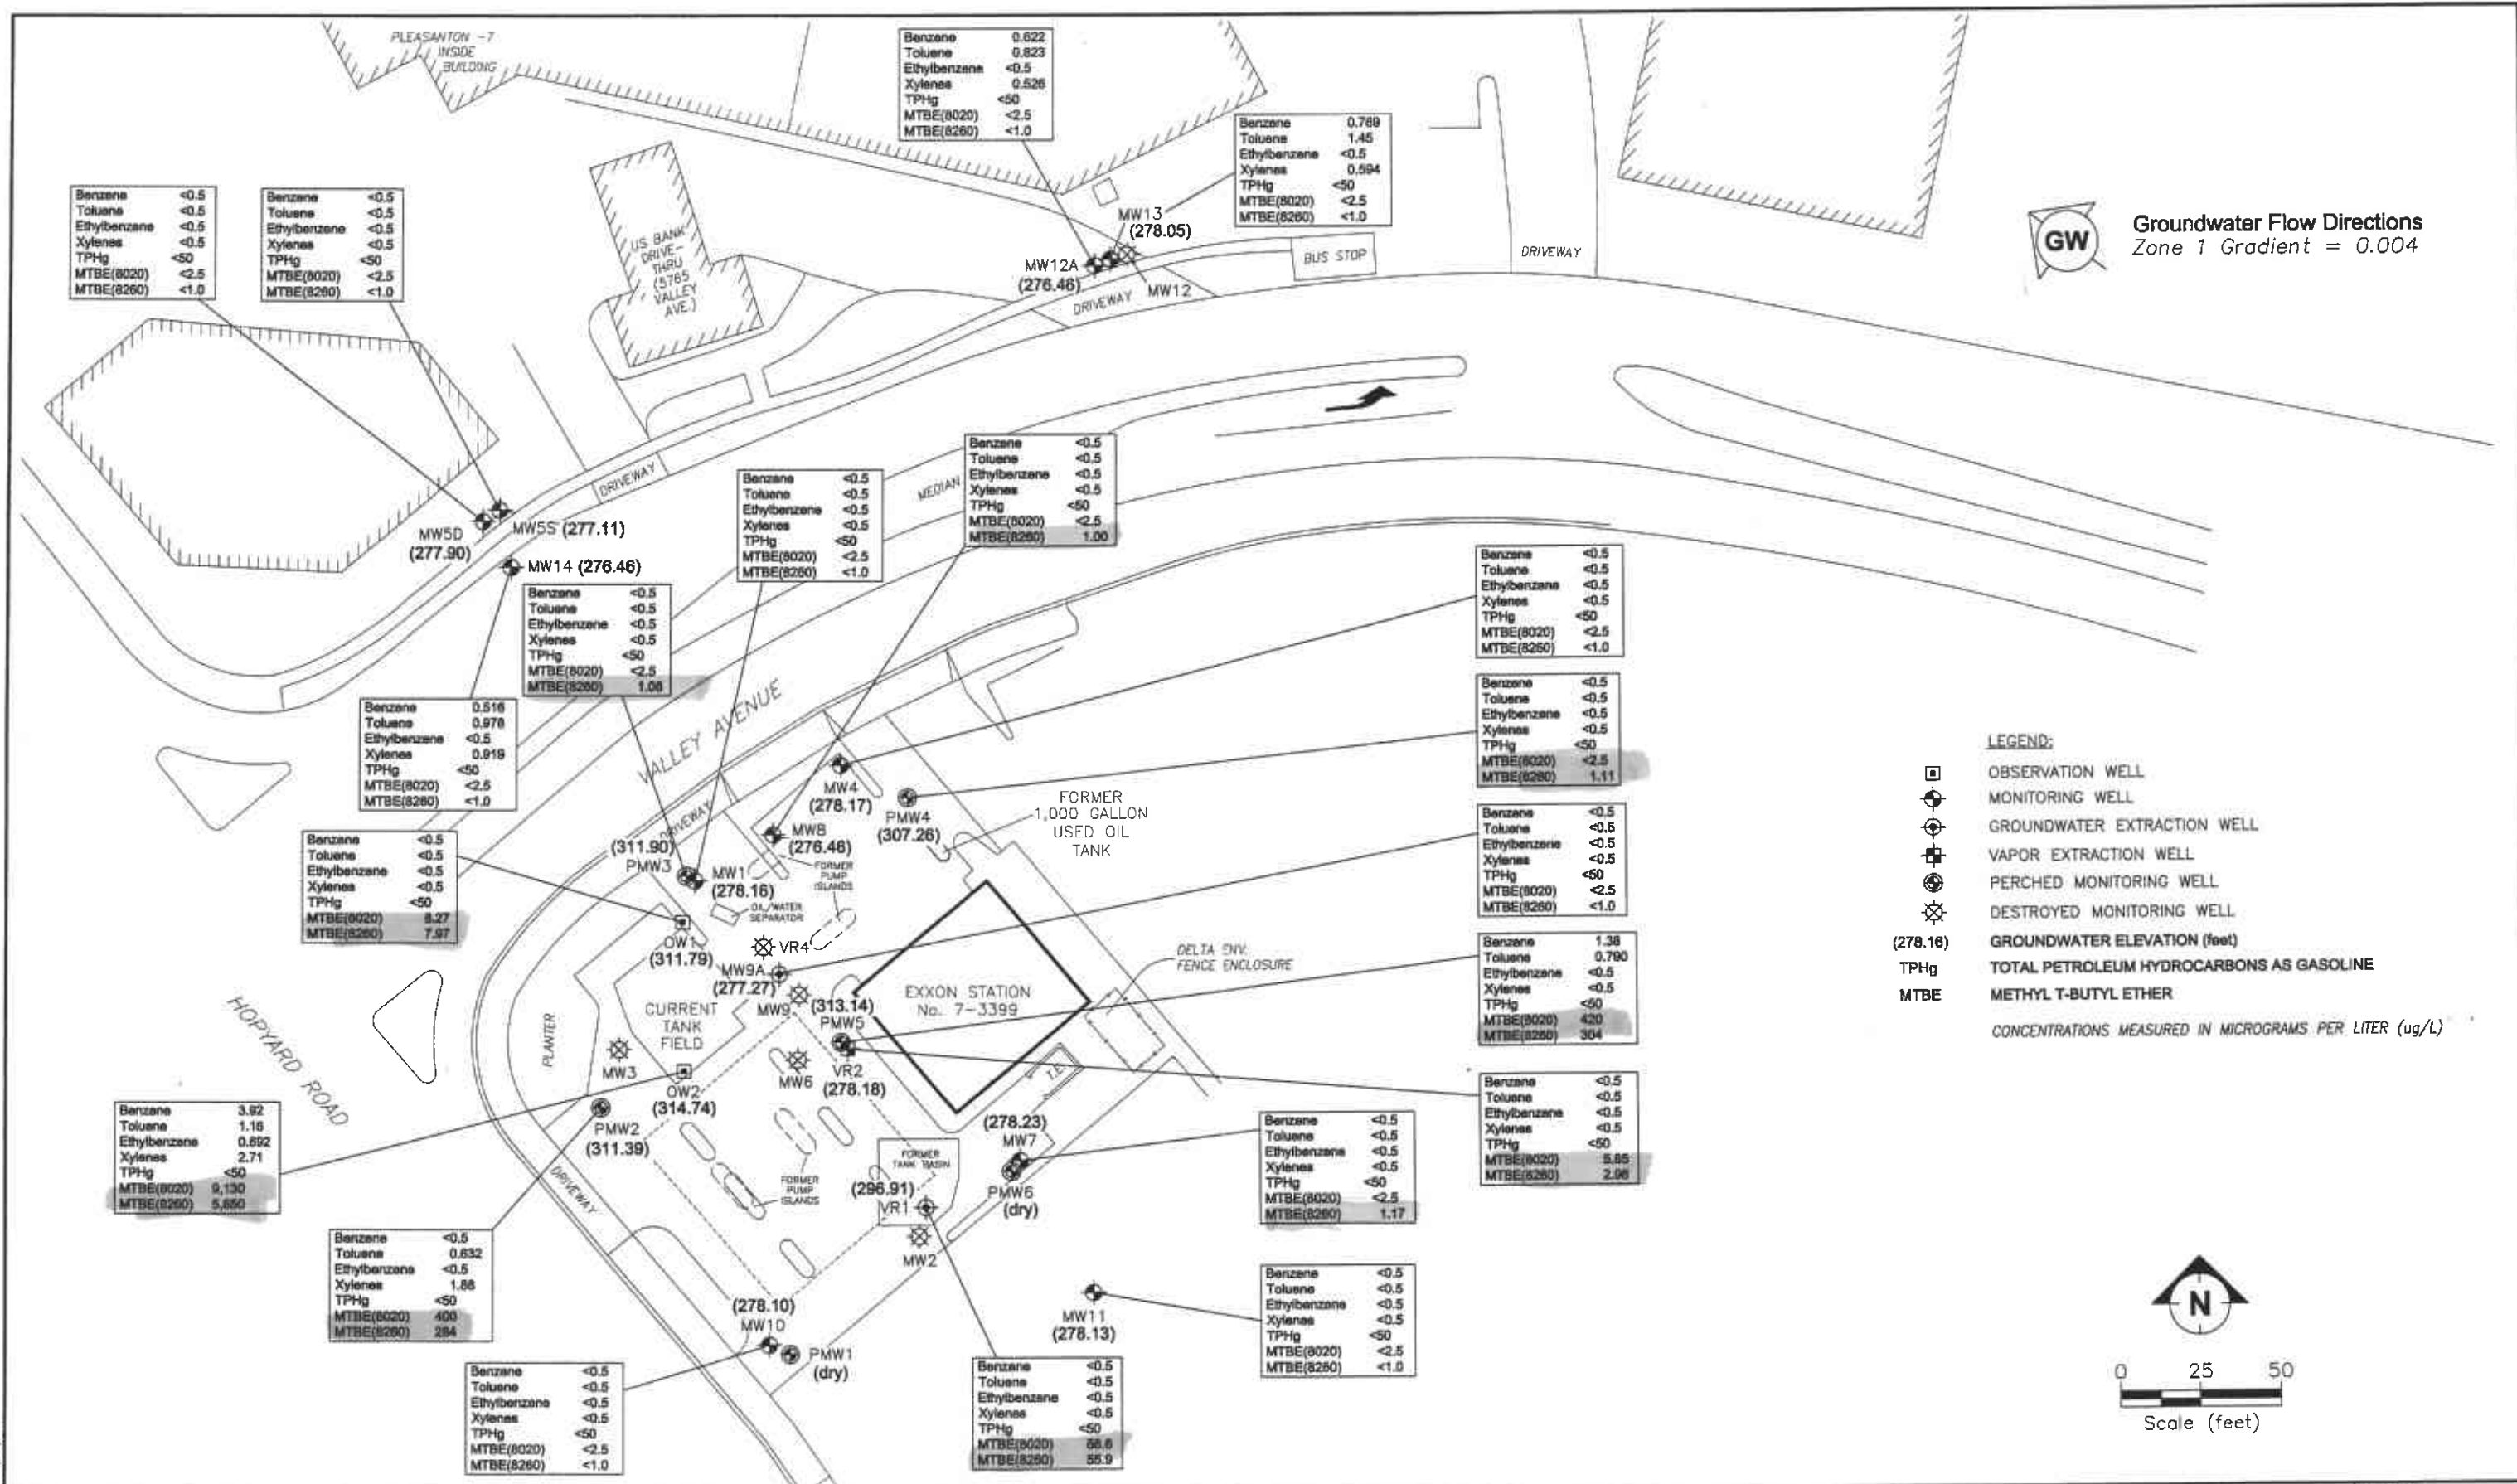 PLEASANTON -7
INSIDE
BUILDING
Benzene 0.622
Toluene 0.823
Ethylbenzene <0.5
Xylenes 0.526
TPHg <50
MTBE(8020) <2.5
MTBE(8260) <1.0
Benzene 0.769
Toluene 1.45
Ethylbenzene <0.5
Xylenes 0.594
TPHg <50
MTBE(8020) <2.5
MTBE(8260) <1.0
Benzene <0.5
Toluene <0.5
Ethylbenzene <0.5
Xylenes <0.5
TPHg <50
MTBE(8020) <2.5
MTBE(8260) <1.0
Benzene <0.5
Toluene <0.5
Ethylbenzene <0.5
Xylenes <0.5
TPHg <50
MTBE(8020) <2.5
MTBE(8260) <1.0
US BANK
DRIVE-
THRU
(5765
VALLEY
AVE.)
MW13
(278.05)
MW12A
(276.46)
MW12
DRIVEWAY
BUS STOP
DRIVEWAY
GW
Groundwater Flow Directions
Zone 1 Gradient = 0.004
DRIVEWAY
MEDIAN
MW5D
(277.90)
MW5S (277.11)
MW14 (276.46)
Benzene <0.5
Toluene <0.5
Ethylbenzene <0.5
Xylenes <0.5
TPHg <50
MTBE(8020) <2.5
MTBE(8260) <1.0
Benzene <0.5
Toluene <0.5
Ethylbenzene <0.5
Xylenes <0.5
TPHg <50
MTBE(8020) <2.5
MTBE(8260) 1.00
Benzene <0.5
Toluene <0.5
Ethylbenzene <0.5
Xylenes <0.5
TPHg <50
MTBE(8020) <2.5
MTBE(8260)
Benzene <0.5
Toluene <0.5
Ethylbenzene <0.5
Xylenes <0.5
TPHg <50
MTBE(8020) <2.5
MTBE(8260) <1.0
Benzene <0.5
Toluene <0.5
Ethylbenzene <0.5
Xylenes <0.5
TPHg <50
MTBE(8020) <2.5
MTBE(8260) 1.11
Benzene 0.516
Toluene 0.978
Ethylbenzene <0.5
Xylenes 0.919
TPHg <50
MTBE(8020) <2.5
MTBE(8260) <1.0
VALLEY AVENUE
DRIVEWAY
MW4
(278.17)
PMW4
(307.26)
FORMER
1,000 GALLON
USED OIL
TANK
MW8
(276.46)
FORMER
PUMP
ISLANDS
(311.90)
PMW3
MW1
(278.16)
OIL/WATER
SEPARATOR
Benzene <0.5
Toluene <0.5
Ethylbenzene <0.5
Xylenes <0.5
TPHg <50
MTBE(8020) 8.27
MTBE(8260) 7.97
Benzene <0.5
Toluene <0.5
Ethylbenzene <0.5
Xylenes <0.5
TPHg <50
MTBE(8020) <2.5
MTBE(8260) <1.0
OW1
(311.79)
VR4
MW9A
(277.27)
MW9
(313.14)
PMW5
CURRENT
TANK
FIELD
EXXON STATION
No. 7-3399
DELTA ENV.
FENCE ENCLOSURE
Benzene 1.38
Toluene 0.790
Ethylbenzene <0.5
Xylenes <0.5
TPHg <50
MTBE(8020) 420
MTBE(8260) 304
HOPYARD ROAD
PLANTER
MW3
OW2
(314.74)
MW6
VR2
(278.18)
T.E.
Benzene <0.5
Toluene <0.5
Ethylbenzene <0.5
Xylenes <0.5
TPHg <50
MTBE(8020)
MTBE(8260)
Benzene 3.92
Toluene
Ethylbenzene 0.692
Xylenes 2.71
TPHg <50
MTBE(8020) 9,130
MTBE(8260)
PMW2
(311.39)
DRIVEWAY
FORMER
PUMP
ISLANDS
FORMER
TANK BASIN
(296.91)
VR1
MW2
(278.23)
MW7
PMW6
(dry)
Benzene <0.5
Toluene <0.5
Ethylbenzene <0.5
Xylenes <0.5
TPHg <50
MTBE(8020) <2.5
MTBE(8260) 1.17
Benzene <0.5
Toluene 0.632
Ethylbenzene <0.5
Xylenes
TPHg <50
MTBE(8020) 400
MTBE(8260) 284
(278.10)
MW10
PMW1
(dry)
MW11
(278.13)
Benzene <0.5
Toluene <0.5
Ethylbenzene <0.5
Xylenes <0.5
TPHg <50
MTBE(8020) <2.5
MTBE(8260) <1.0
Benzene <0.5
Toluene <0.5
Ethylbenzene <0.5
Xylenes <0.5
TPHg <50
MTBE(8020) <2.5
MTBE(8260) <1.0
Benzene <0.5
Toluene <0.5
Ethylbenzene <0.5
Xylenes <0.5
TPHg <50
MTBE(8020)
MTBE(8260) 55.9
LEGEND:
OBSERVATION WELL
MONITORING WELL
GROUNDWATER EXTRACTION WELL
VAPOR EXTRACTION WELL
PERCHED MONITORING WELL
DESTROYED MONITORING WELL
(278.16) GROUNDWATER ELEVATION (feet)
TPHg TOTAL PETROLEUM HYDROCARBONS AS GASOLINE
MTBE METHYL T-BUTYL ETHER
CONCENTRATIONS MEASURED IN MICROGRAMS PER LITER (ug/L)
N
0 25 50
Scale (feet)